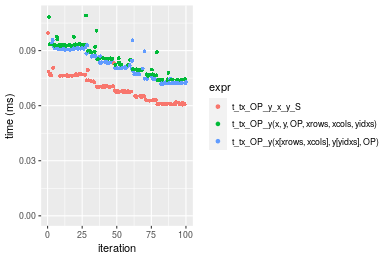 0.09
0.06
0.03
0.00
0
25
50
75
100
iteration
time (ms)
expr
t_tx_OP_y_x_y_S
t_tx_OP_y(x, y, OP, xrows, xcols, yidxs)
t_tx_OP_y(x[xrows, xcols], y[yidxs], OP)